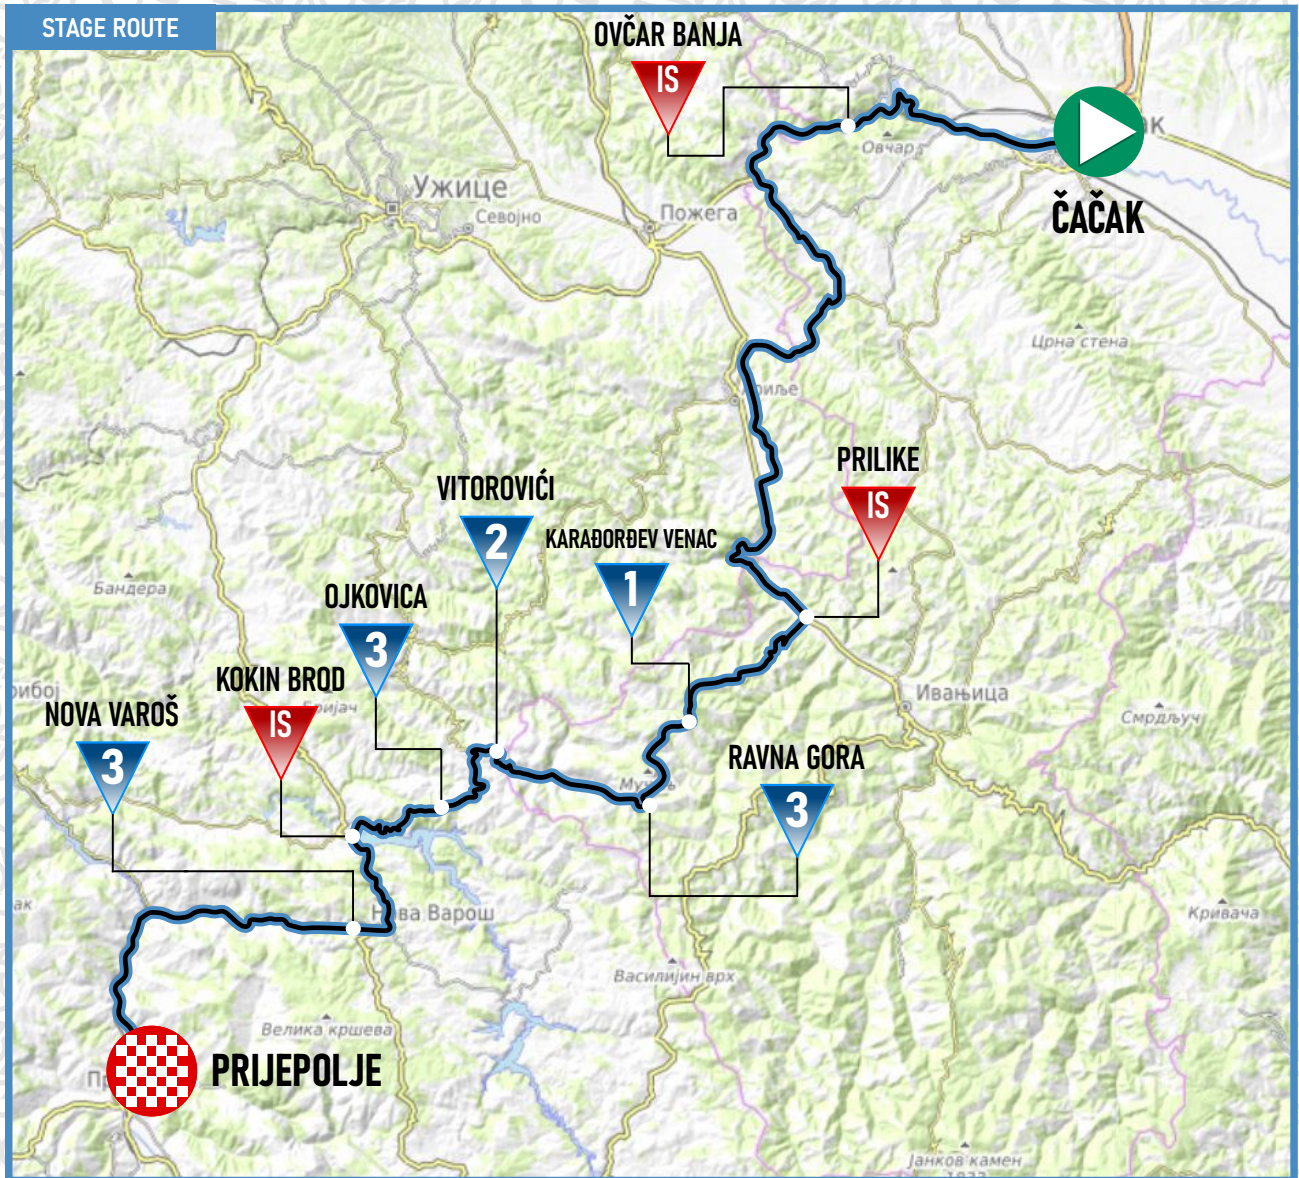 STAGE ROUTE
OVČAR BANJA
IS
ČAČAK
Овчар
Ужице
Севојно
Пожега
Црна стена
PRILIKE
IS
VITOROVIĆI
2
KARAĐORĐEV VENAC
1
Бандера
OJKOVICA
3
KOKIN BROD
IS
NOVA VAROŠ
3
Ивањица
Смрдључ
RAVNA GORA
3
Нова Варош
Кривача
Василијин врх
Велика кршева
PRIJEPOLJE
Јанков камен